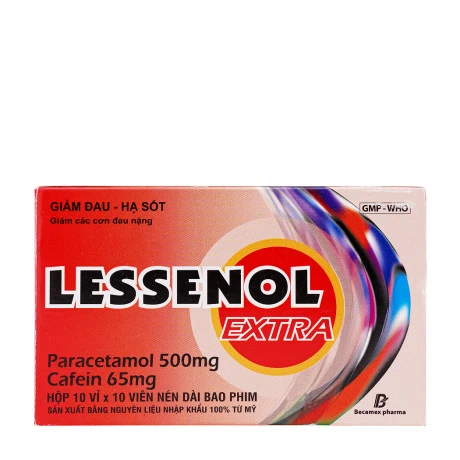 GIẢM ĐAU - HẠ SỐT
Giảm các cơn đau nặng
GMP - WHO
LESSENOL
EXTRA
Paracetamol 500mg
Cafein 65mg
HỘP 10 VỈ x 10 VIÊN NÉN DÀI BAO PHIM
SẢN XUẤT BẰNG NGUYÊN LIỆU NHẬP KHẨU 100% TỪ MỸ
Becamex pharma